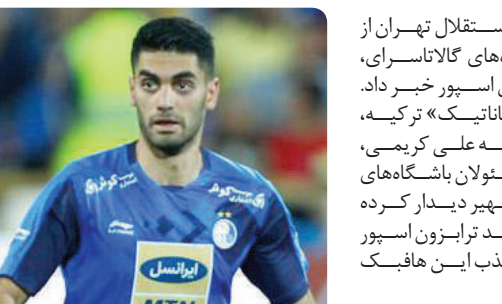 ستقلال تهران از
ه‌های گالاتاسرای،
ی اسپور خبر داد.
اناتیک» ترکیه،
ه علی کریمی،
ئولان باشگاه‌های
هیر دیدار کرده
د ترابزون اسپور
ذب این هافبک
ایرانسل
MTN